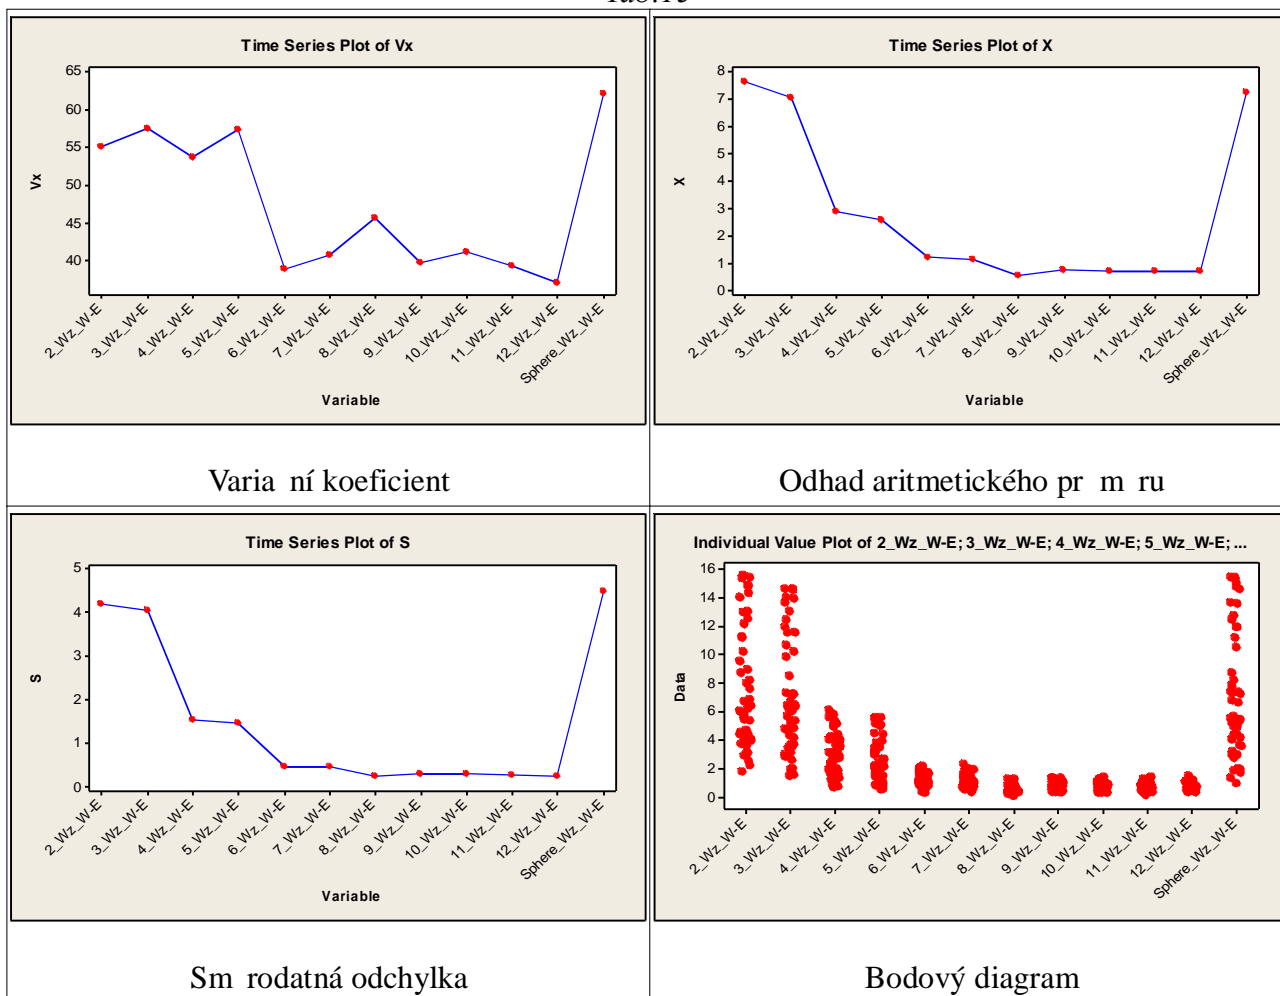 Time Series Plot of Vx
65
60
55
50
45
40
Vx
2_Wz_W-E
3_Wz_W-E
4_Wz_W-E
5_Wz_W-E
6_Wz_W-E
7_Wz_W-E
8_Wz_W-E
9_Wz_W-E
10_Wz_W-E
11_Wz_W-E
12_Wz_W-E
Sphere_Wz_W-E
Variable
Time Series Plot of X
8
7
6
5
4
3
2
1
0
X
2_Wz_W-E
3_Wz_W-E
4_Wz_W-E
5_Wz_W-E
6_Wz_W-E
7_Wz_W-E
8_Wz_W-E
9_Wz_W-E
10_Wz_W-E
11_Wz_W-E
12_Wz_W-E
Sphere_Wz_W-E
Variable
Varia ní koeficient
Odhad aritmetického pr m ru
Time Series Plot of S
5
4
3
2
1
0
S
2_Wz_W-E
3_Wz_W-E
4_Wz_W-E
5_Wz_W-E
6_Wz_W-E
7_Wz_W-E
8_Wz_W-E
9_Wz_W-E
10_Wz_W-E
11_Wz_W-E
12_Wz_W-E
Sphere_Wz_W-E
Variable
Individual Value Plot of 2_Wz_W-E; 3_Wz_W-E; 4_Wz_W-E; 5_Wz_W-E; ...
16
14
12
10
8
6
4
2
0
Data
2_Wz_W-E
3_Wz_W-E
4_Wz_W-E
5_Wz_W-E
6_Wz_W-E
7_Wz_W-E
8_Wz_W-E
9_Wz_W-E
10_Wz_W-E
11_Wz_W-E
12_Wz_W-E
Sphere_Wz_W-E
Sm rodatná odchylka
Bodový diagram